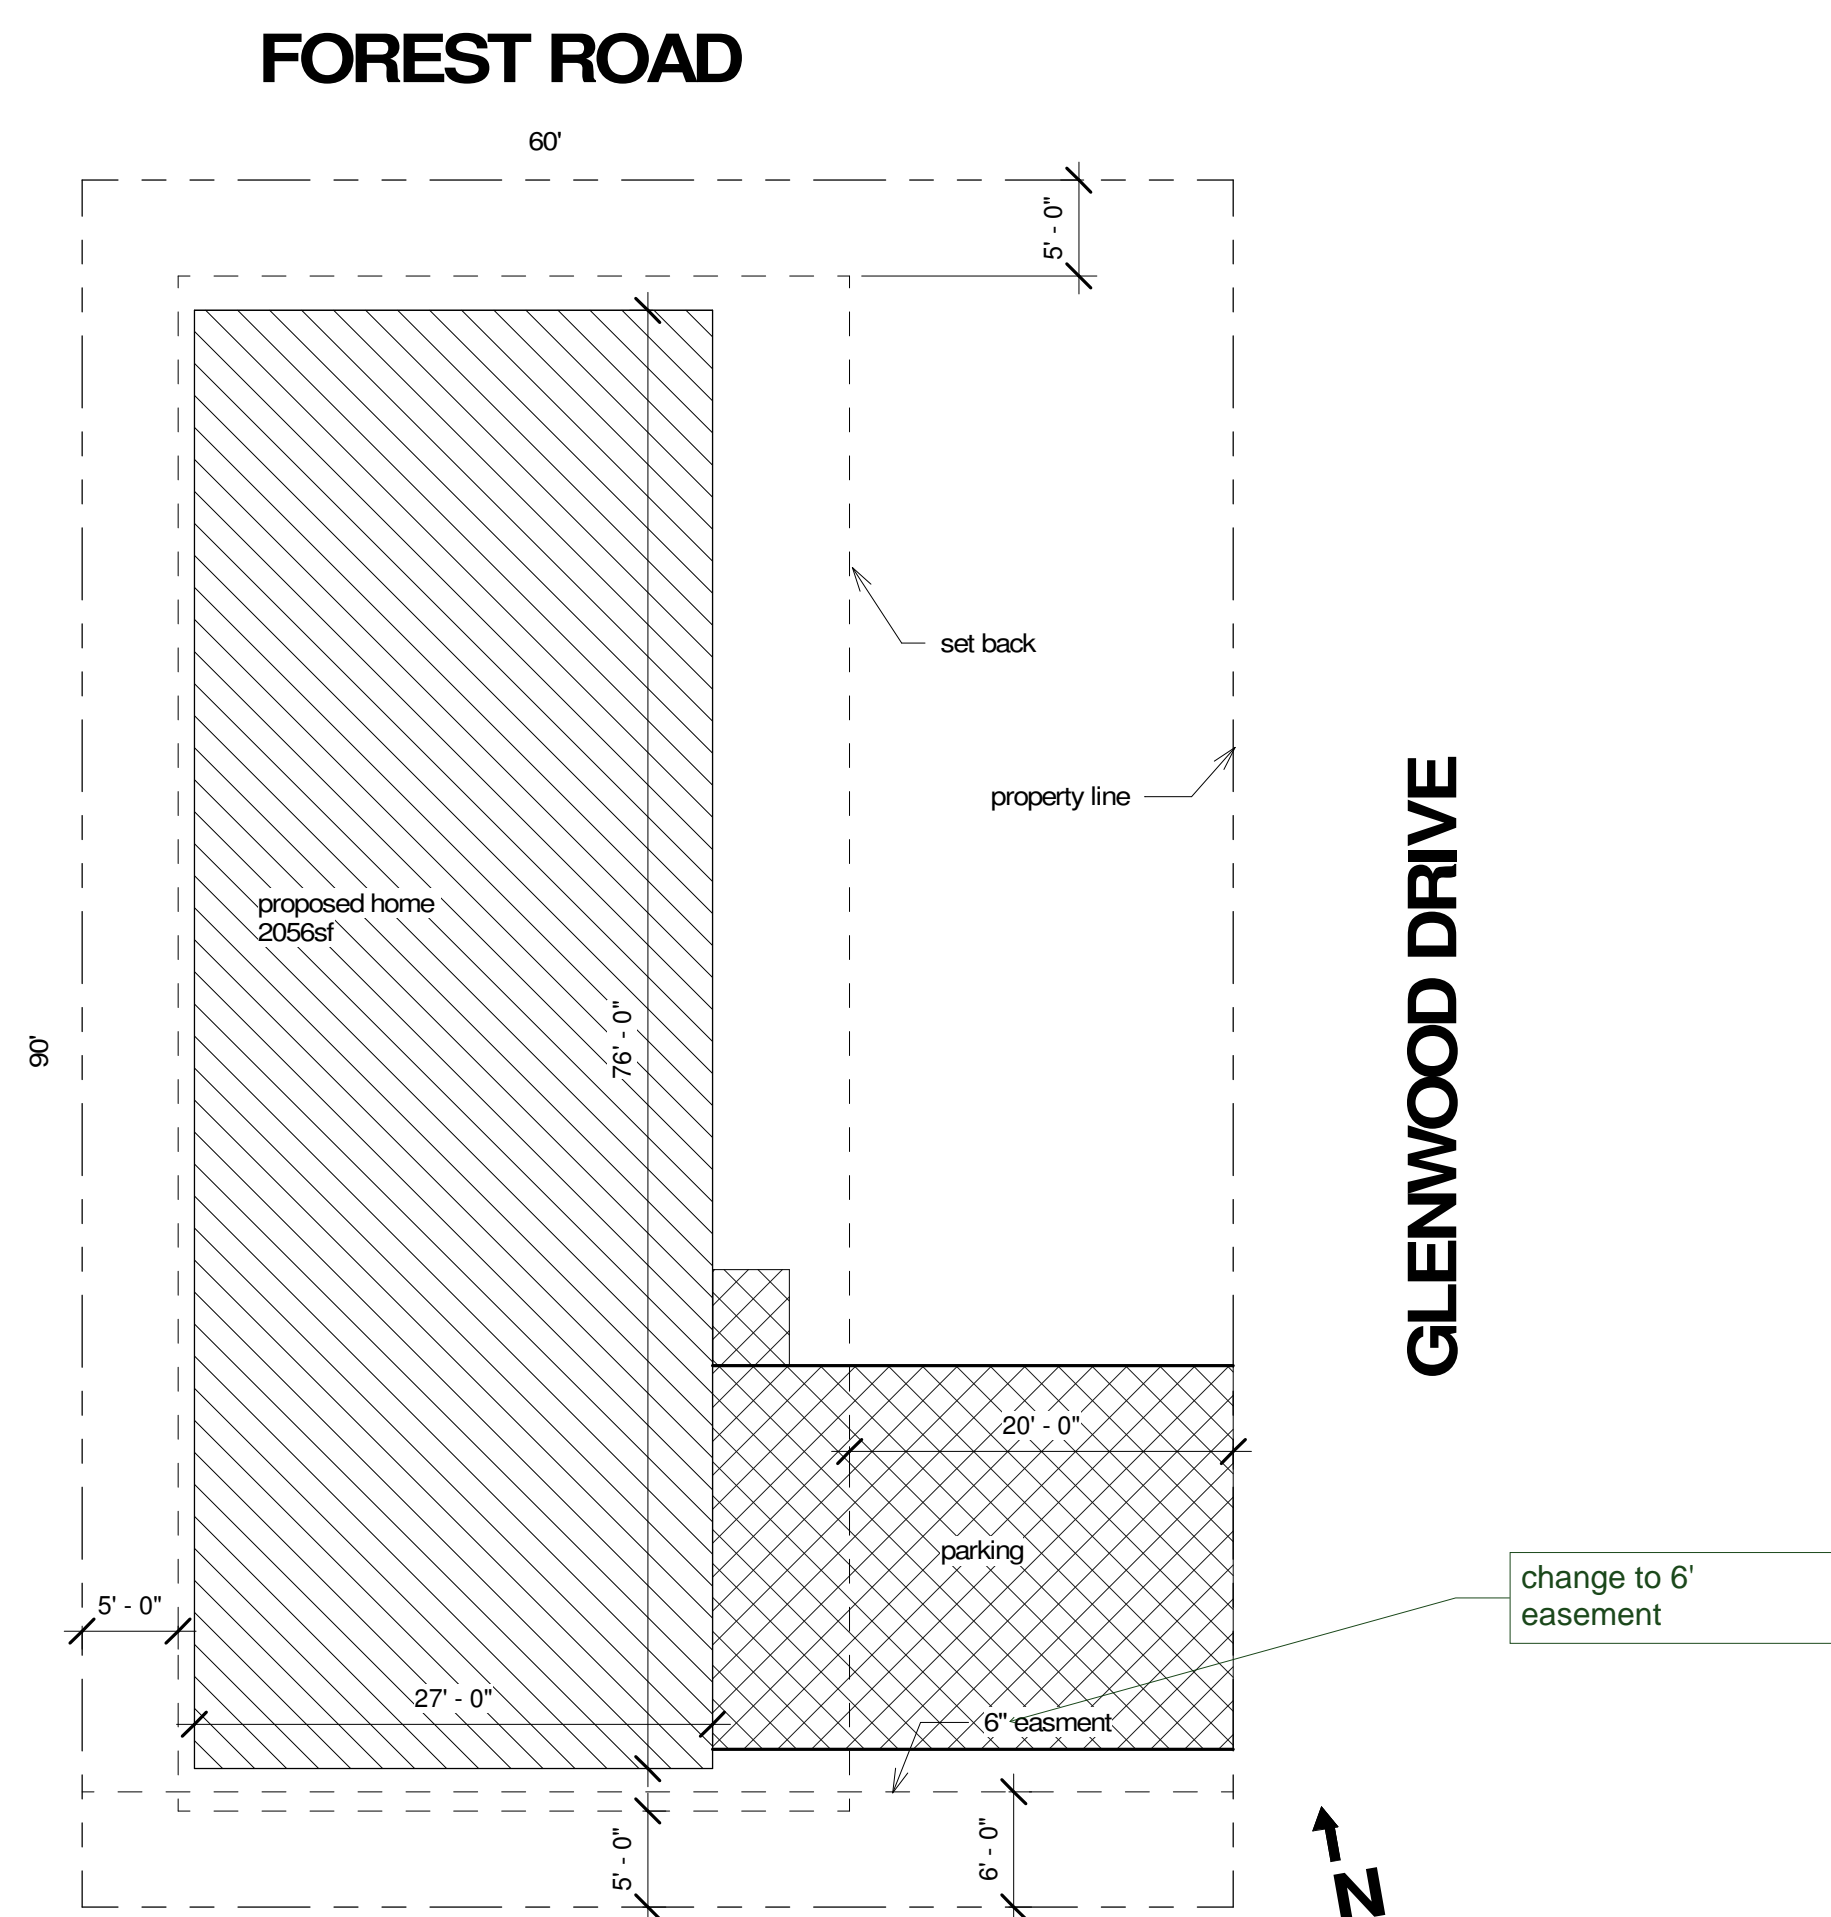 FOREST ROAD
60'
5' - 0"
set back
property line
GLENWOOD DRIVE
proposed home
2056sf
76' - 0"
90'
20' - 0"
parking
change to 6'
easement
5' - 0"
27' - 0"
6" easment
5' - 0"
6' - 0"
N